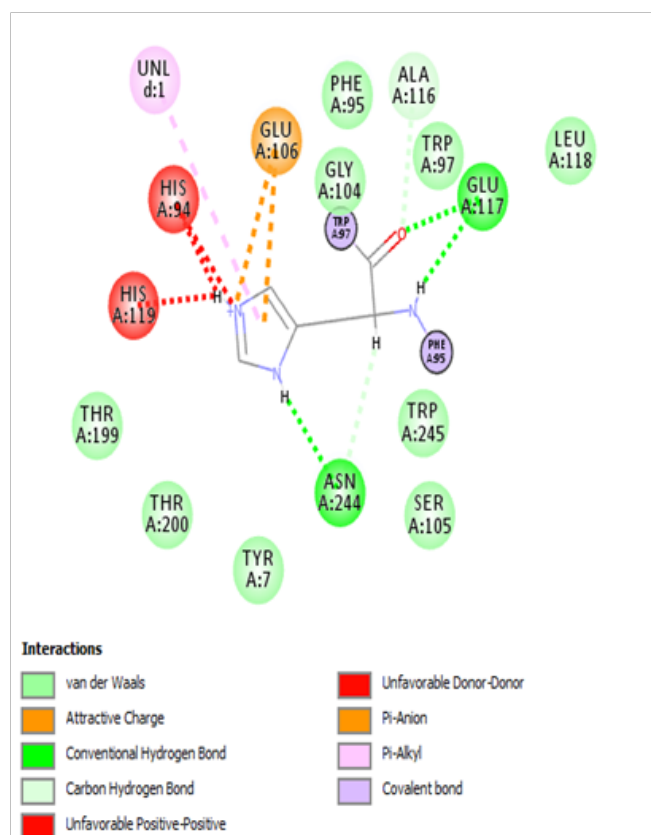 UNL
d:1
PHE
A:95
ALA
A:116
GLU
A:106
TRP
A:97
LEU
A:118
GLY
A:104
GLU
A:117
HIS
A:94
TRP
A:97
O
H
H
N
+
N
HIS
A:119
PHE
A:95
H
N
H
THR
A:199
TRP
A:245
ASN
A:244
SER
A:105
THR
A:200
TYR
A:7
Interactions
van der Waals
Attractive Charge
Conventional Hydrogen Bond
Carbon Hydrogen Bond
Unfavorable Positive-Positive
Unfavorable Donor-Donor
Pi-Anion
Pi-Alkyl
Covalent bond